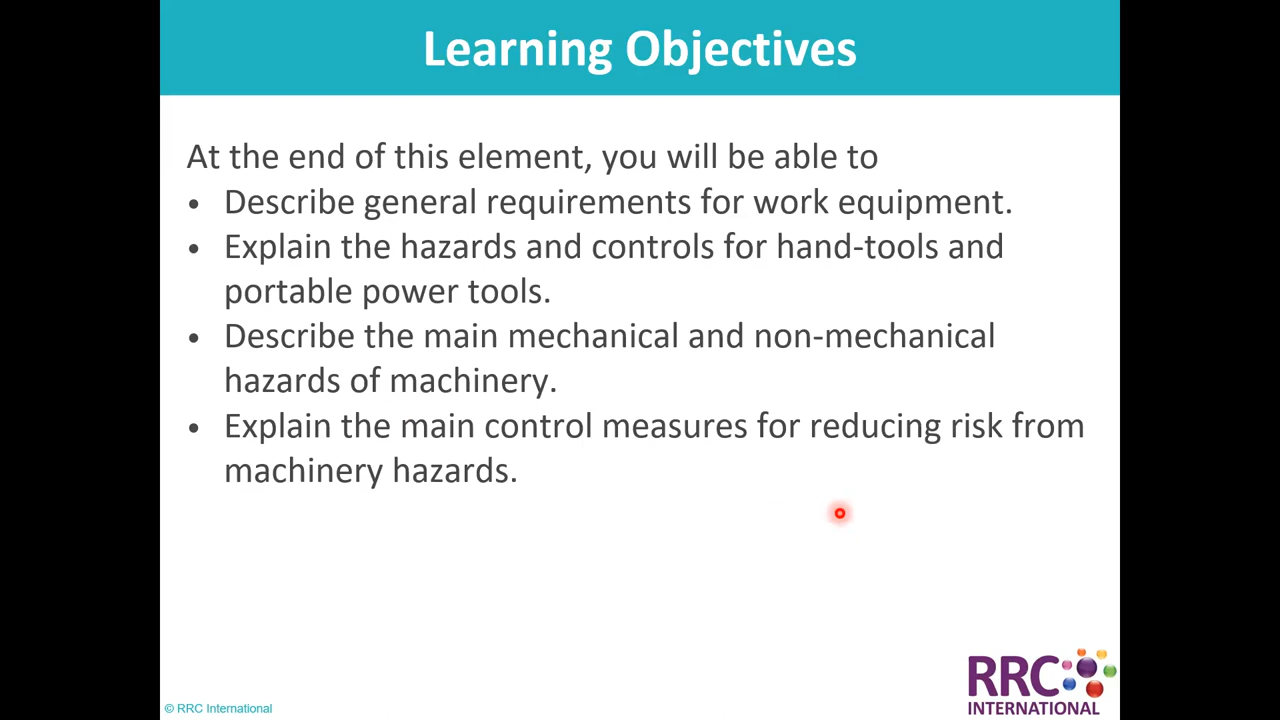 Learning Objectives
At the end of this element, you will be able to
• Describe general requirements for work equipment.
• Explain the hazards and controls for hand-tools and
portable power tools.
• Describe the main mechanical and non-mechanical
hazards of machinery.
• Explain the main control measures for reducing risk from
machinery hazards.
© RRC International
RRC
INTERNATIONAL